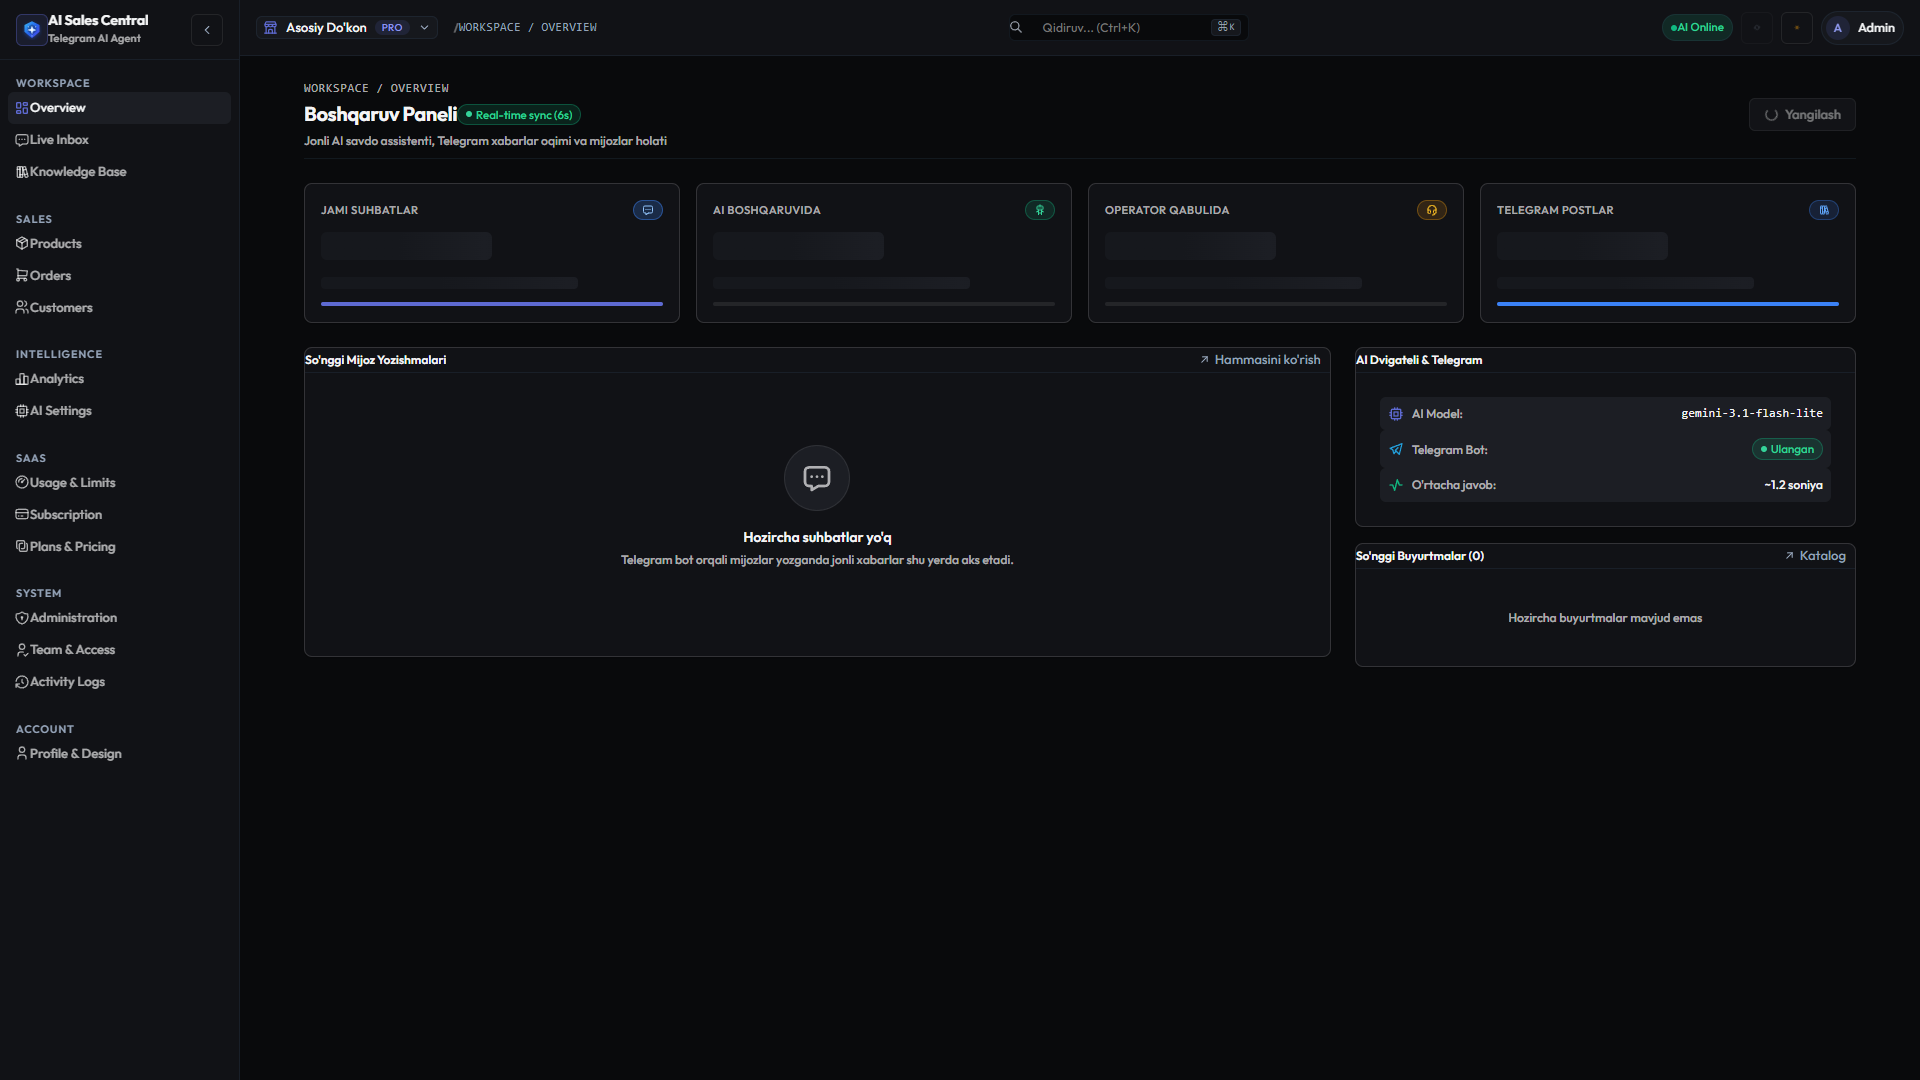 AI Sales Central
Telegram AI Agent
WORKSPACE
Overview
Live Inbox
Knowledge Base
SALES
Products
Orders
Customers
INTELLIGENCE
Analytics
AI Settings
SAAS
Usage & Limits
Subscription
Plans & Pricing
SYSTEM
Administration
Team & Access
Activity Logs
ACCOUNT
Profile & Design
Asosiy Do'kon PRO
/WORKSPACE / OVERVIEW
Qidiruv... (Ctrl+K) ⌘K
AI Online
A Admin
WORKSPACE / OVERVIEW
Boshqaruv Paneli Real-time sync (6s)
Jonli AI savdo assistenti, Telegram xabarlar oqimi va mijozlar holati
Yangilash
JAMI SUHBATLAR
AI BOSHQARUVIDA
OPERATOR QABULIDA
TELEGRAM POSTLAR
So'nggi Mijoz Yozishmalari
Hammasini ko'rish
Hozircha suhbatlar yo'q
Telegram bot orqali mijozlar yozganda jonli xabarlar shu yerda aks etadi.
AI Dvigateli & Telegram
AI Model: gemini-3.1-flash-lite
Telegram Bot: Ulangan
O'rtacha javob: ~1.2 soniya
So'nggi Buyurtmalar (0)
Katalog
Hozircha buyurtmalar mavjud emas